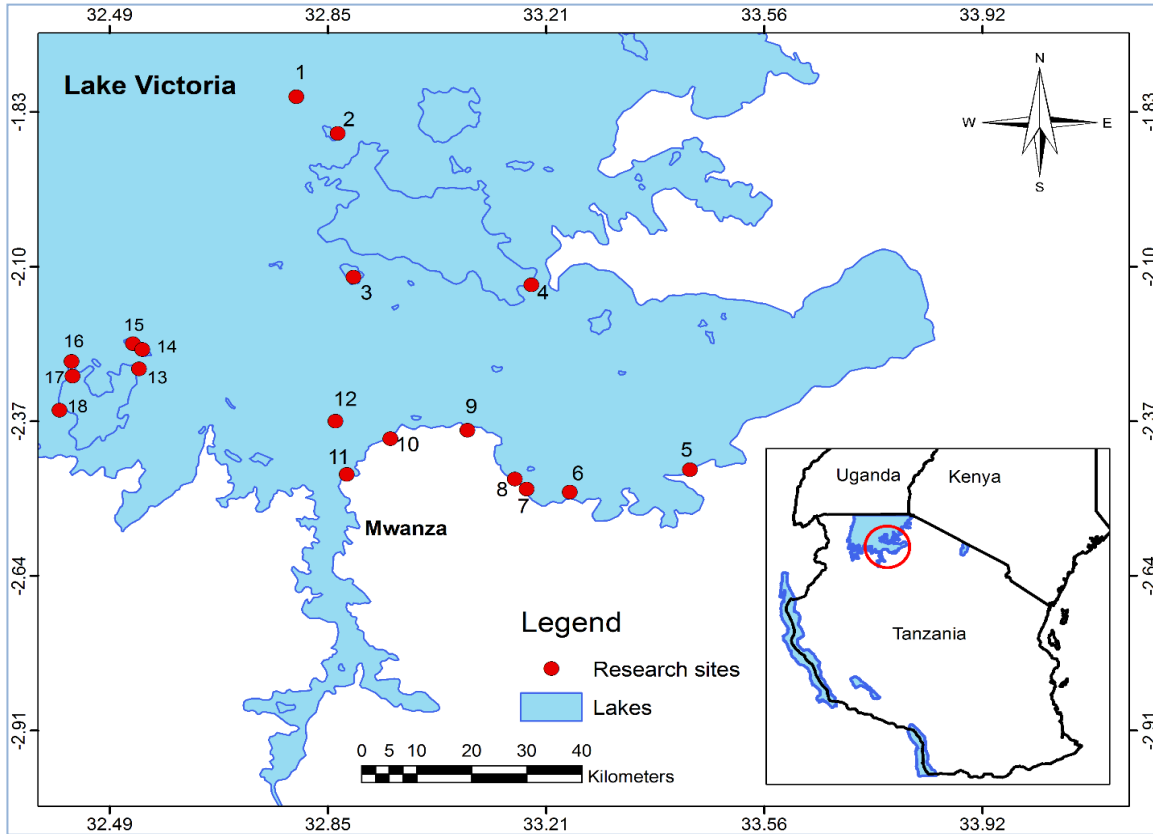 32.49 32.85 33.21 33.56 33.92
Lake Victoria
1
2
3
4
5
6
7
8
9
10
11
12
13
14
15
16
17
18
Mwanza
N
W E
S
-1.83 -1.83
-2.10 -2.10
-2.37 -2.37
-2.64 -2.64
-2.91 -2.91
Legend
Research sites
Lakes
0 5 10 20 30 40
Kilometers
Uganda Kenya
Tanzania
32.49 32.85 33.21 33.56 33.92